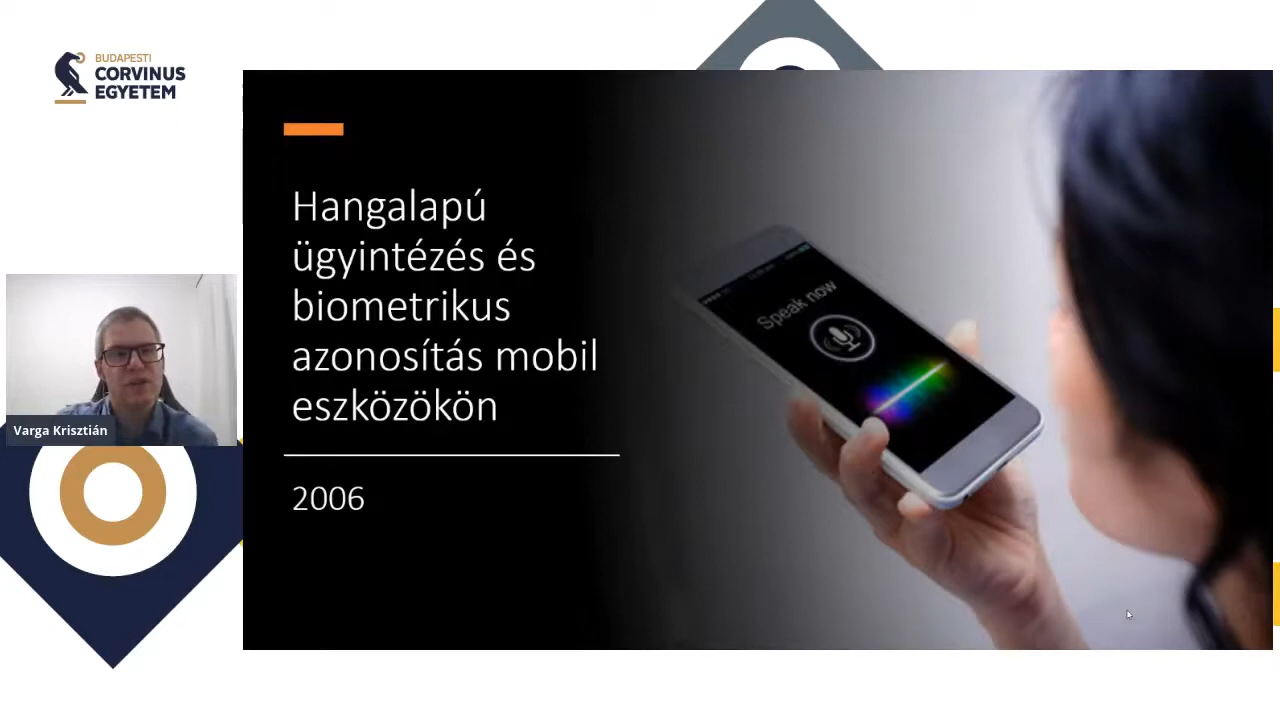 BUDAPESTI
CORVINUS
EGYETEM
Hangalapú
ügyintézés és
biometrikus
azonosítás mobil
eszközökön
2006
Speak now
Varga Krisztián